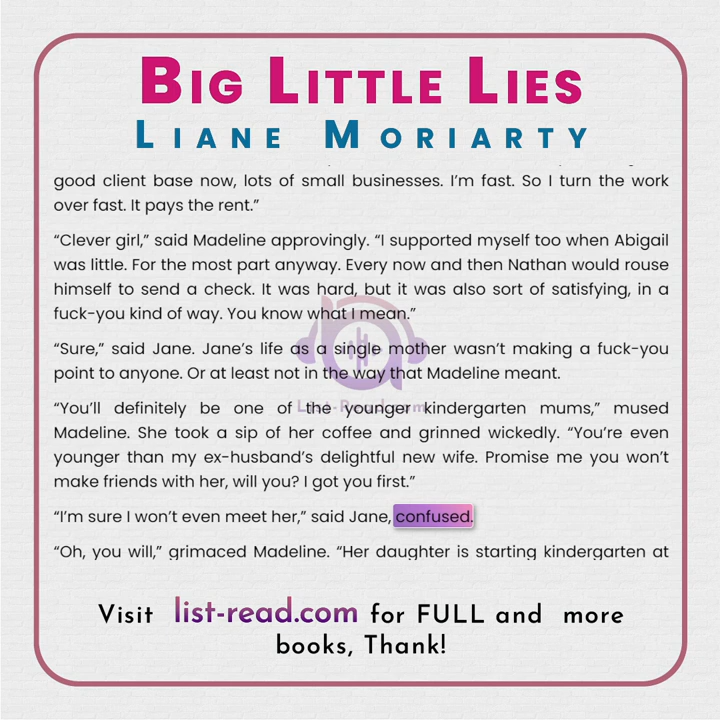 BIG LITTLE LIES
LIANE MORIARTY
good client base now, lots of small businesses. I’m fast. So I turn the work
over fast. It pays the rent.”
“Clever girl,” said Madeline approvingly. “I supported myself too when Abigail
was little. For the most part anyway. Every now and then Nathan would rouse
himself to send a check. It was hard, but it was also sort of satisfying, in a
fuck-you kind of way. You know what I mean.”
“Sure,” said Jane. Jane’s life as a single mother wasn’t making a fuck-you
point to anyone. Or at least not in the way that Madeline meant.
“You’ll definitely be one of the younger kindergarten mums,” mused
List-Read.com
Madeline. She took a sip of her coffee and grinned wickedly. “You’re even
younger than my ex-husband’s delightful new wife. Promise me you won’t
make friends with her, will you? I got you first.”
“I’m sure I won’t even meet her,” said Jane, confused.
“Oh, you will,” grimaced Madeline. “Her daughter is starting kindergarten at
Visit list-read.com for FULL and more
books, Thank!